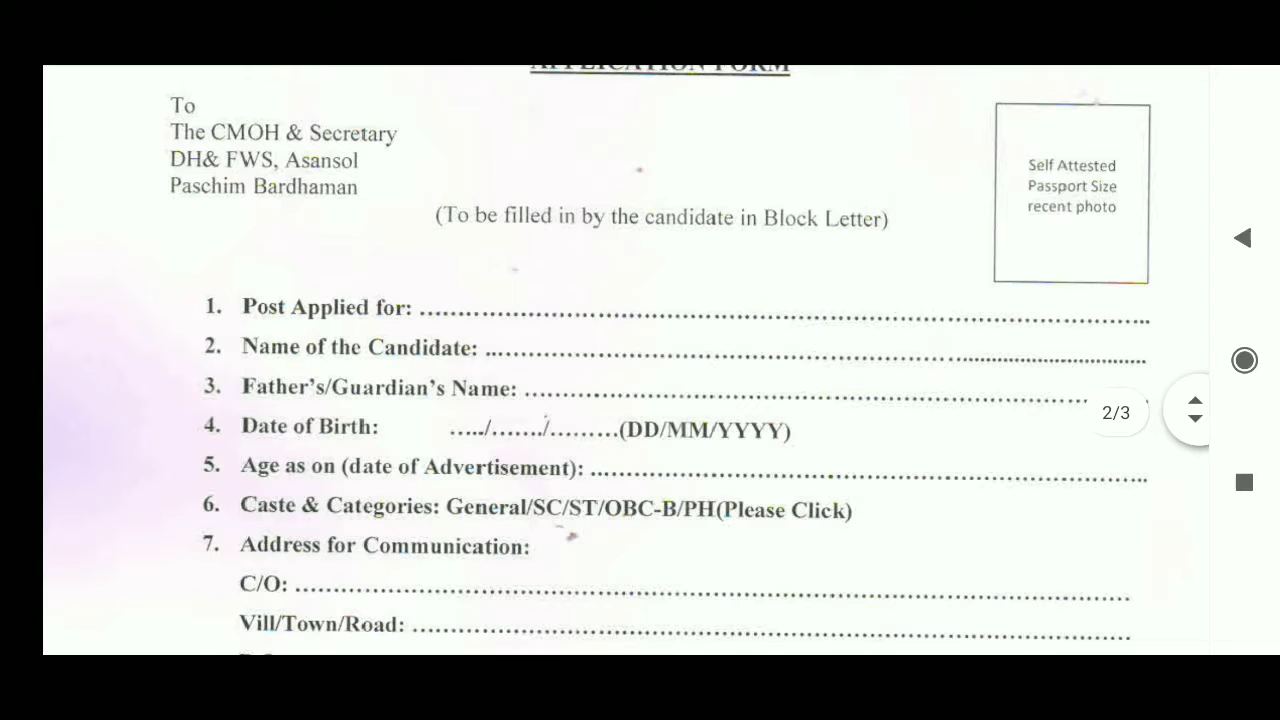 APPLICATION FORM
To
The CMOH & Secretary
DH& FWS, Asansol
Paschim Bardhaman
Self Attested
Passport Size
recent photo
(To be filled in by the candidate in Block Letter)
1. Post Applied for: ....................
2. Name of the Candidate: ....................
3. Father's/Guardian's Name: ....................
4. Date of Birth: ...../......./.........(DD/MM/YYYY)
5. Age as on (date of Advertisement): ....................
6. Caste & Categories: General/SC/ST/OBC-B/PH(Please Click)
7. Address for Communication:
C/O: ....................
Vill/Town/Road: ....................
2/3